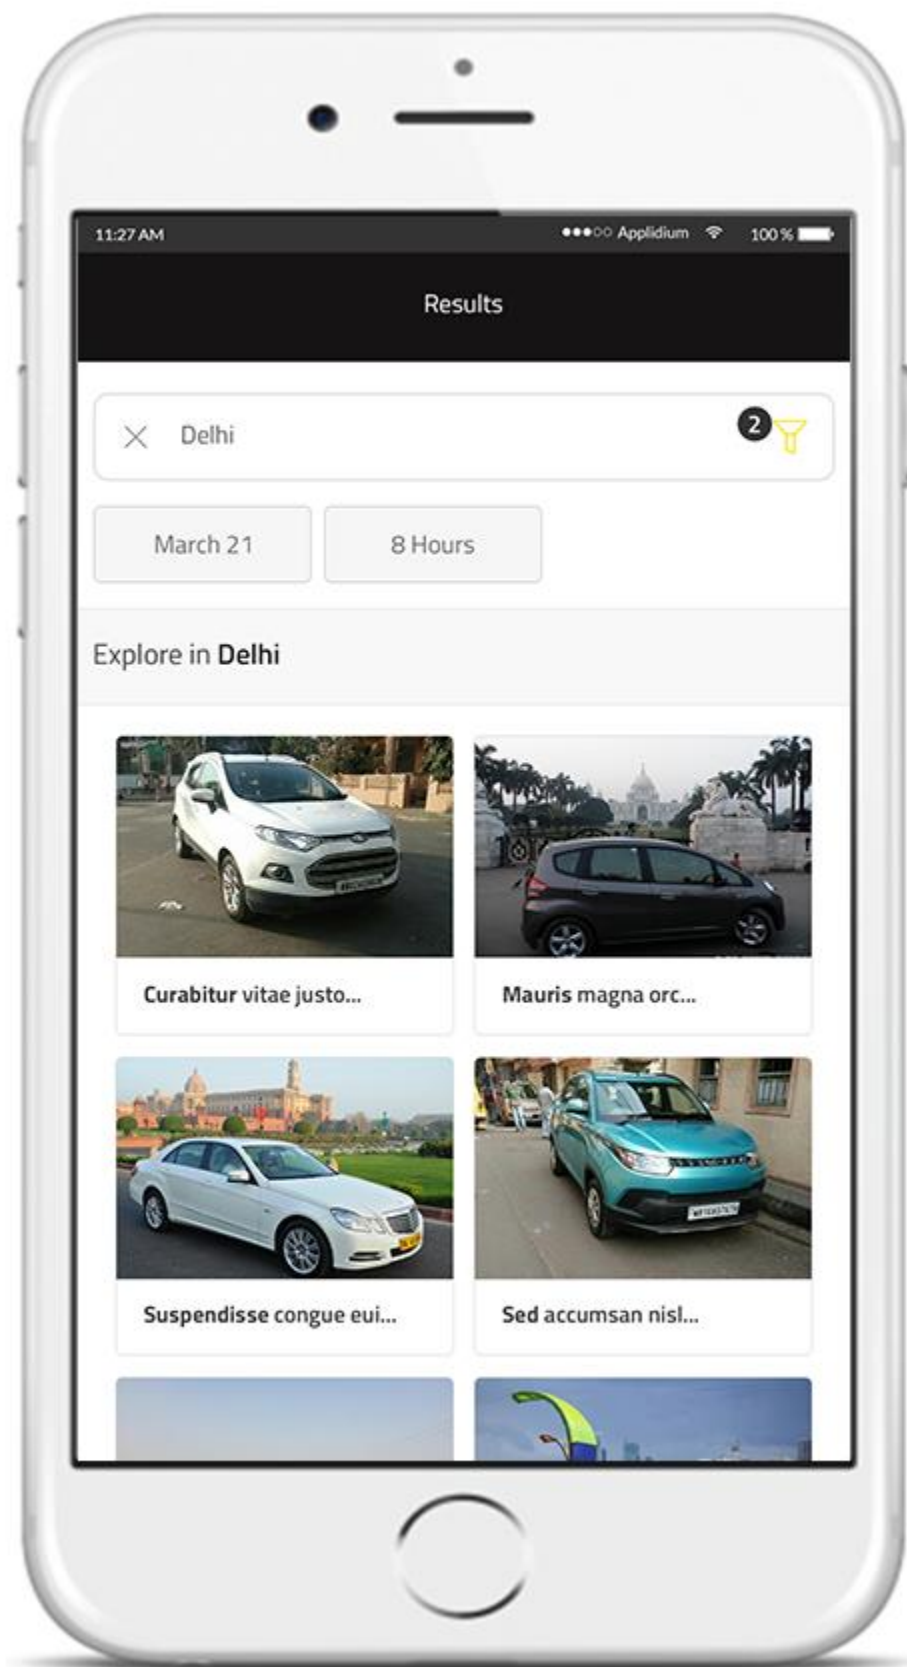 11:27 AM
Applidium
100 %
Results
Delhi
2
March 21
8 Hours
Explore in Delhi
Curabitur vitae justo...
Mauris magna orc...
Suspendisse congue eui...
Sed accumsan nisl...